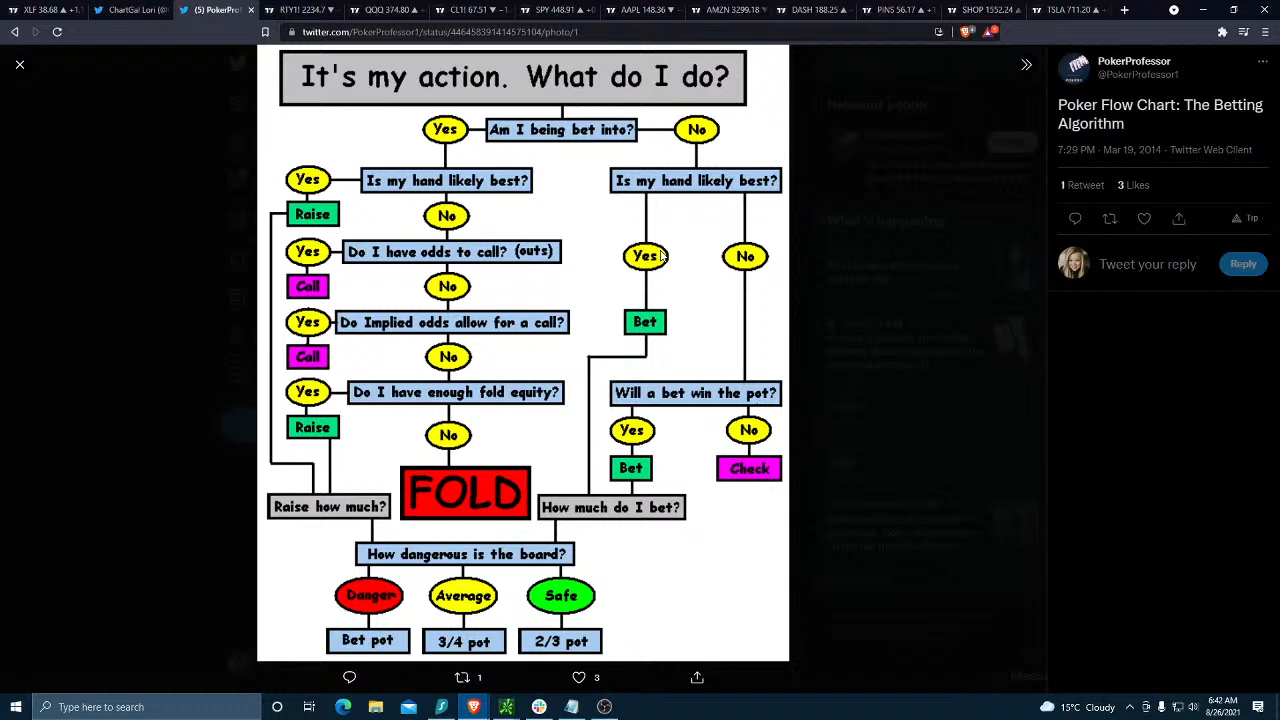 XLF 38.68 ▲ +1.1
ChartGal Lori (@
(5) PokerProfes
RTY1! 2234.7 ▼
QQQ 374.80 ▲
CL1! 67.51 ▼ −1
SPY 448.91 ▲ +0
AAPL 148.36 ▼
AMZN 3299.18
DASH 188.25 ▲
PINS 56.17 ▲ +
SHOP 1552.24
TSLA 711.20 ▲
twitter.com/PokerProfessor1/status/446458391414575104/photo/1
It's my action. What do I do?
Yes
Am I being bet into?
No
Yes
Is my hand likely best?
Is my hand likely best?
Raise
No
Yes
Do I have odds to call? (outs)
Yes
No
Call
No
Yes
Do Implied odds allow for a call?
Bet
Call
No
Yes
Do I have enough fold equity?
Will a bet win the pot?
Raise
No
Yes
No
FOLD
Bet
Check
Raise how much?
How much do I bet?
How dangerous is the board?
Danger
Average
Safe
Bet pot
3/4 pot
2/3 pot
1
3
PokerProfessor
@PokerProfessor1
Poker Flow Chart: The Betting
Algorithm
7:29 PM · Mar 19, 2014 · Twitter Web Client
1 Retweet 3 Likes
Tip
Tweet your reply
Reply
Type here to search
15°C Cloudy
6:42 AM
8/26/2021